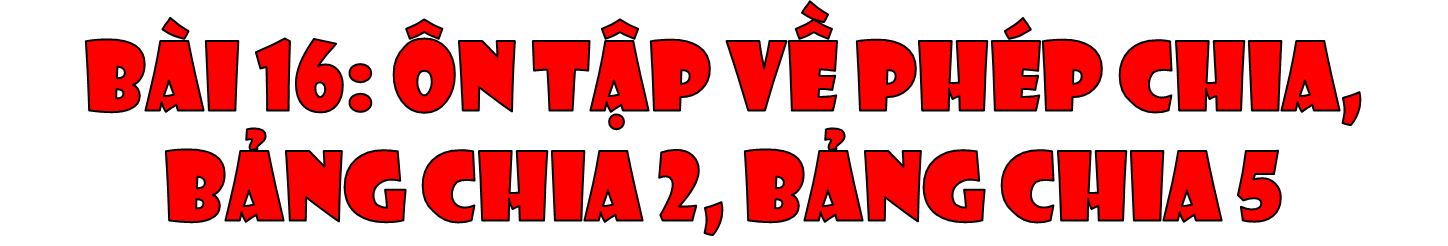 BÀI 16: ÔN TẬP VỀ PHÉP CHIA,
BẢNG CHIA 2, BẢNG CHIA 5